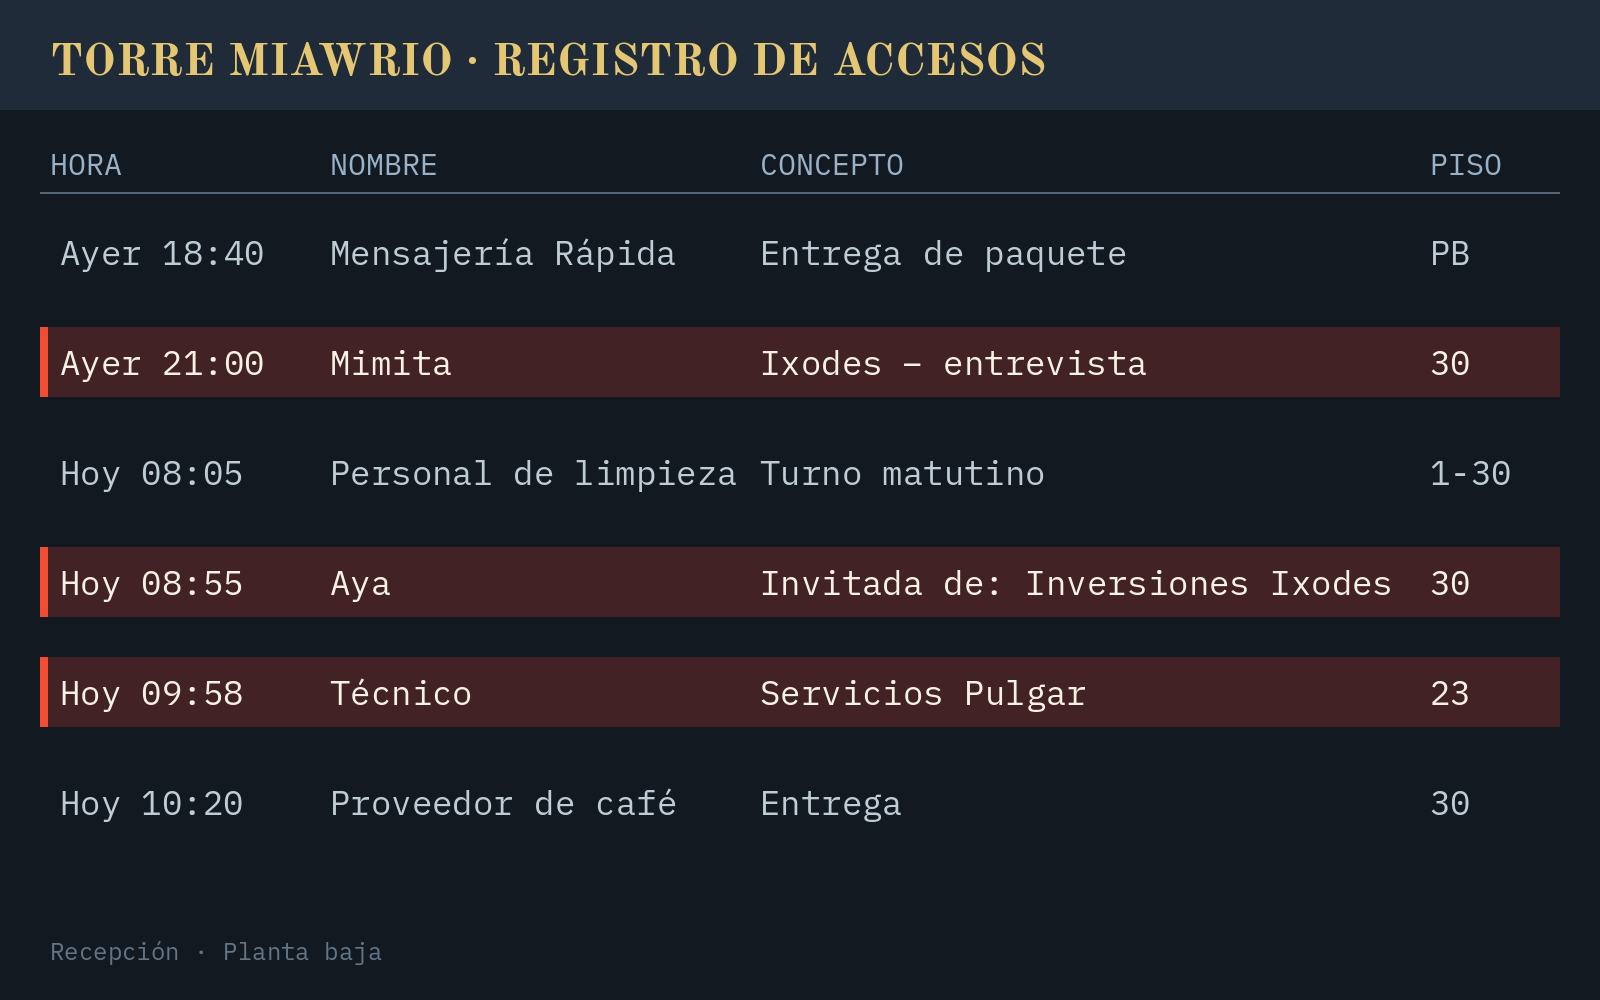 TORRE MIAWRIO · REGISTRO DE ACCESOS
HORA NOMBRE CONCEPTO PISO
Ayer 18:40 Mensajería Rápida Entrega de paquete PB
Ayer 21:00 Mimita Ixodes – entrevista 30
Hoy 08:05 Personal de limpieza Turno matutino 1-30
Hoy 08:55 Aya Invitada de: Inversiones Ixodes 30
Hoy 09:58 Técnico Servicios Pulgar 23
Hoy 10:20 Proveedor de café Entrega 30
Recepción · Planta baja